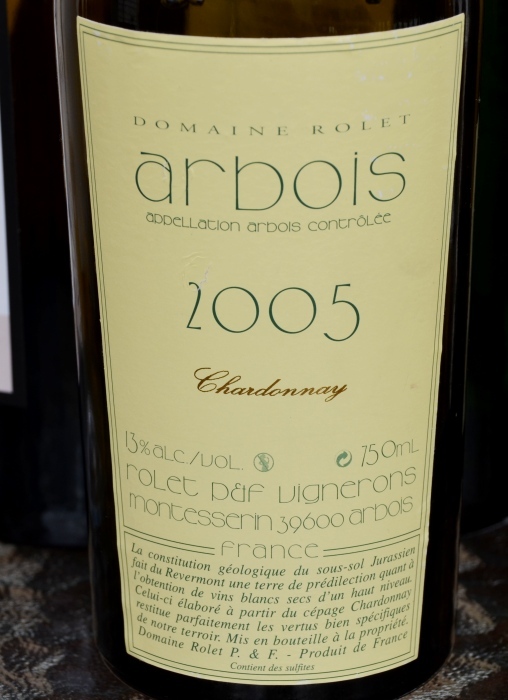 DOMAINE ROLET
arbois
appellation arbois contrôlée
2005
Chardonnay
13% alc./vol. 750mL
rolet p&f vignerons
montesserin 39600 arbois
france
La constitution géologique du sous-sol Jurassien
fait du Revermont une terre de prédilection quant à
l'obtention de vins blancs secs d'un haut niveau.
Celui-ci élaboré à partir du cépage Chardonnay
restitue parfaitement les vertus bien spécifiques
de notre terroir. Mis en bouteille à la propriété.
Domaine Rolet P. & F. - Produit de France
Contient des sulfites